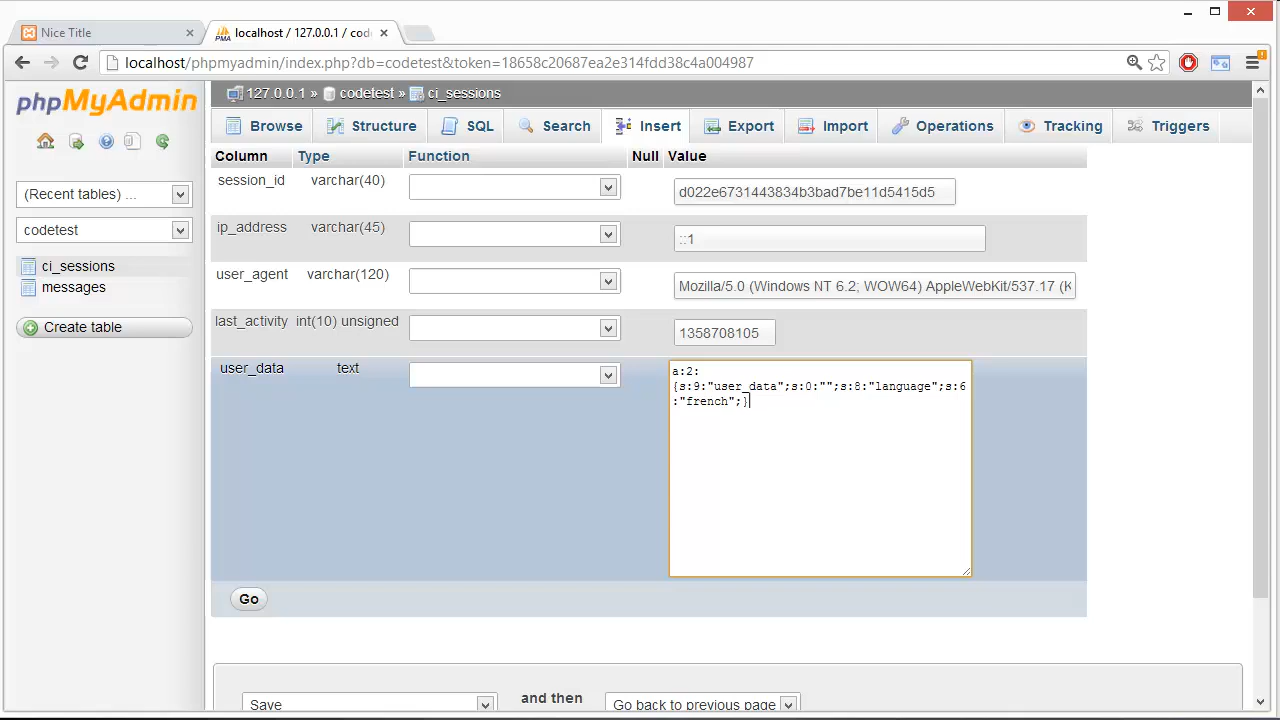 Nice Title
localhost / 127.0.0.1 / cod
localhost/phpmyadmin/index.php?db=codetest&token=18658c20b87ea2e314fdd38c4a004987
phpMyAdmin
127.0.0.1 » codetest » ci_sessions
Browse Structure SQL Search Insert Export Import Operations Tracking Triggers
(Recent tables) ...
codetest
ci_sessions
messages
Create table
Column Type Function Null Value
session_id varchar(40) d022e6731443834b3bad7be11d5415d5
ip_address varchar(45) ::1
user_agent varchar(120) Mozilla/5.0 (Windows NT 6.2; WOW64) AppleWebKit/537.17 (K
last_activity int(10) unsigned 1358708105
user_data text
a:2:
{s:9:"user_data";s:0:"";s:8:"language";s:6
:"french";}
Go
Save and then Go back to previous page